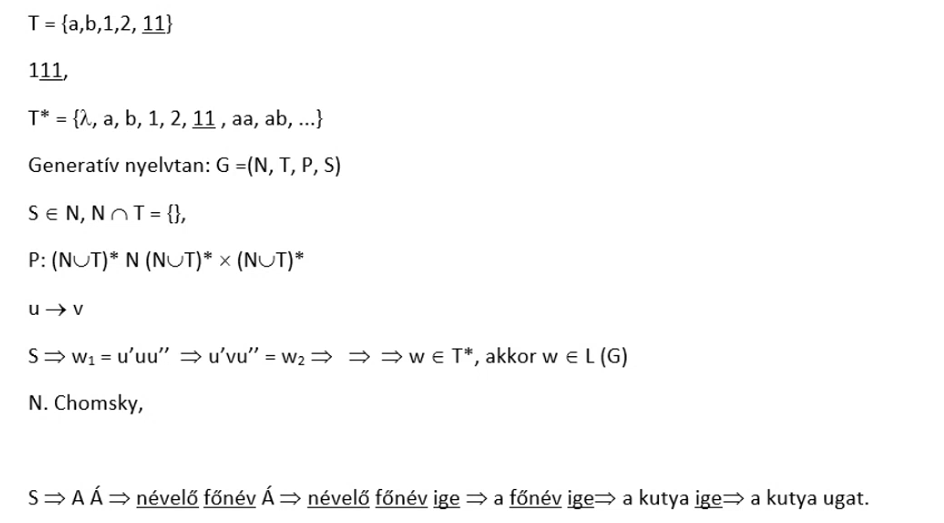 T = {a,b,1,2, 11}
111,
T* = {λ, a, b, 1, 2, 11 , aa, ab, ...}
Generatív nyelvtan: G =(N, T, P, S)
S ∈ N, N ∩ T = {},
P: (N∪T)* N (N∪T)* × (N∪T)*
u → v
S ⇒ w₁ = u’uu’’ ⇒ u’vu’’ = w₂ ⇒ ⇒ ⇒ w ∈ T*, akkor w ∈ L (G)
N. Chomsky,
S ⇒ A Á ⇒ névelő főnév Á ⇒ névelő főnév ige ⇒ a főnév ige⇒ a kutya ige⇒ a kutya ugat.